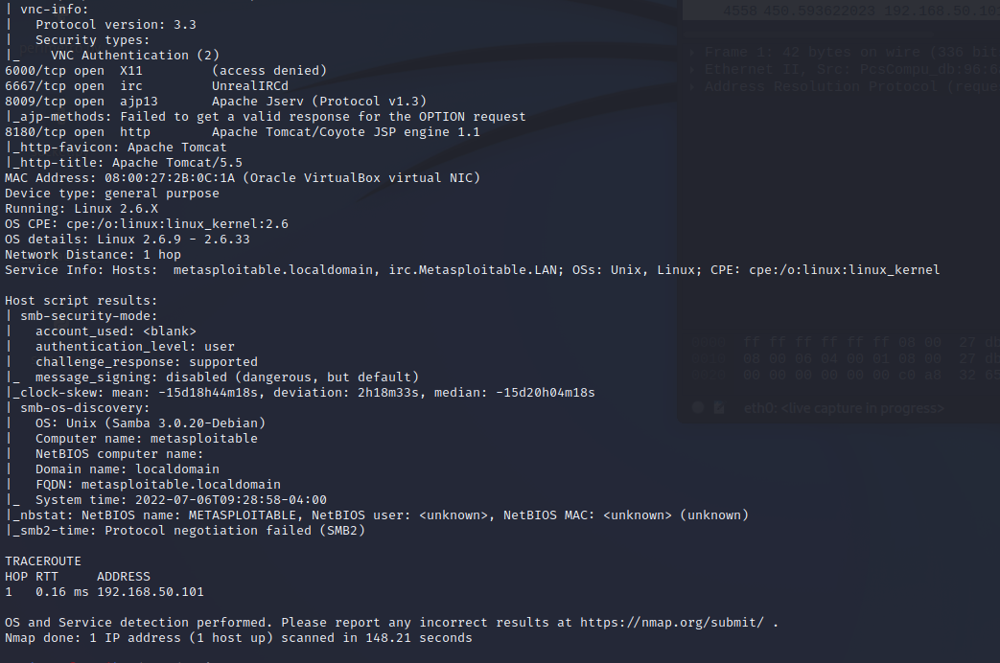 | vnc-info:
|   Protocol version: 3.3
|   Security types:
|_    VNC Authentication (2)
6000/tcp open  X11         (access denied)
6667/tcp open  irc         UnrealIRCd
8009/tcp open  ajp13       Apache Jserv (Protocol v1.3)
|_ajp-methods: Failed to get a valid response for the OPTION request
8180/tcp open  http        Apache Tomcat/Coyote JSP engine 1.1
|_http-favicon: Apache Tomcat
|_http-title: Apache Tomcat/5.5
MAC Address: 08:00:27:2B:0C:1A (Oracle VirtualBox virtual NIC)
Device type: general purpose
Running: Linux 2.6.X
OS CPE: cpe:/o:linux:linux_kernel:2.6
OS details: Linux 2.6.9 - 2.6.33
Network Distance: 1 hop
Service Info: Hosts:  metasploitable.localdomain, irc.Metasploitable.LAN; OSs: Unix, Linux; CPE: cpe:/o:linux:linux_kernel
Host script results:
| smb-security-mode:
|   account_used: <blank>
|   authentication_level: user
|   challenge_response: supported
|_  message_signing: disabled (dangerous, but default)
|_clock-skew: mean: -15d18h44m18s, deviation: 2h18m33s, median: -15d20h04m18s
| smb-os-discovery:
|   OS: Unix (Samba 3.0.20-Debian)
|   Computer name: metasploitable
|   NetBIOS computer name:
|   Domain name: localdomain
|   FQDN: metasploitable.localdomain
|_  System time: 2022-07-06T09:28:58-04:00
|_nbstat: NetBIOS name: METASPLOITABLE, NetBIOS user: <unknown>, NetBIOS MAC: <unknown> (unknown)
|_smb2-time: Protocol negotiation failed (SMB2)
TRACEROUTE
HOP RTT     ADDRESS
1   0.16 ms 192.168.50.101
OS and Service detection performed. Please report any incorrect results at https://nmap.org/submit/ .
Nmap done: 1 IP address (1 host up) scanned in 148.21 seconds
4558 450.593622023 192.168.50.10
Frame 1: 42 bytes on wire (336 bit
Ethernet II, Src: PcsCompu_db:96:
Address Resolution Protocol (reque
ff ff ff ff ff ff 08 00  27 db
08 00 06 04 00 01 08 00  27 db
00 00 00 00 00 00 c0 a8  32 65
eth0: <live capture in progress>